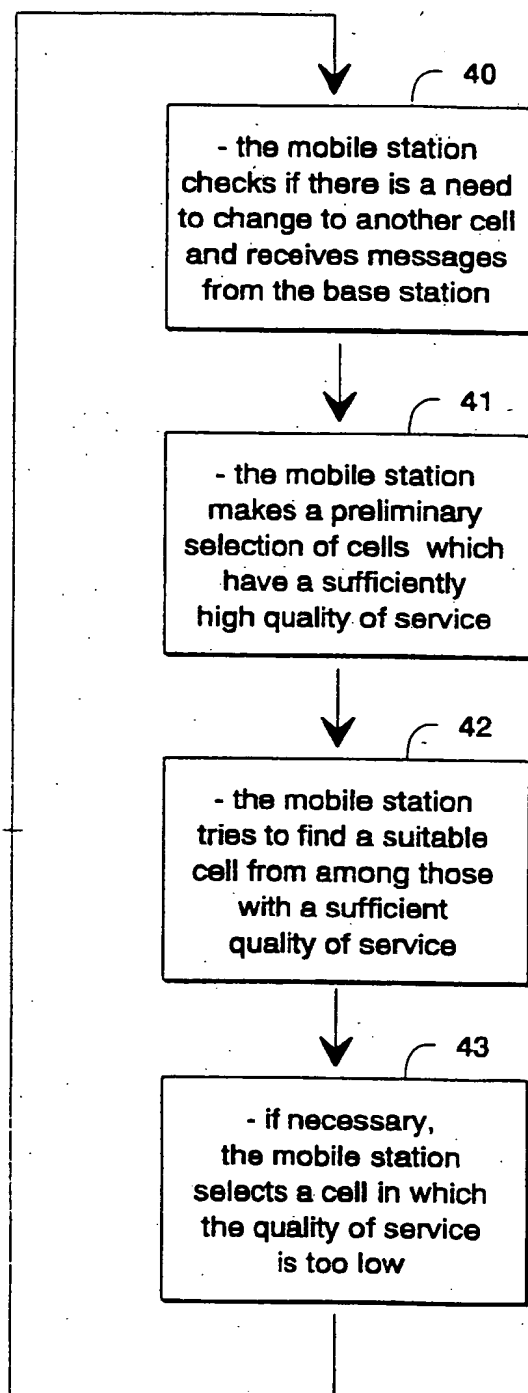 40
- the mobile station
checks if there is a need
to change to another cell
and receives messages
from the base station
41
- the mobile station
makes a preliminary
selection of cells which
have a sufficiently
high quality of service
42
- the mobile station
tries to find a suitable
cell from among those
with a sufficient
quality of service
43
- if necessary,
the mobile station
selects a cell in which
the quality of service
is too low